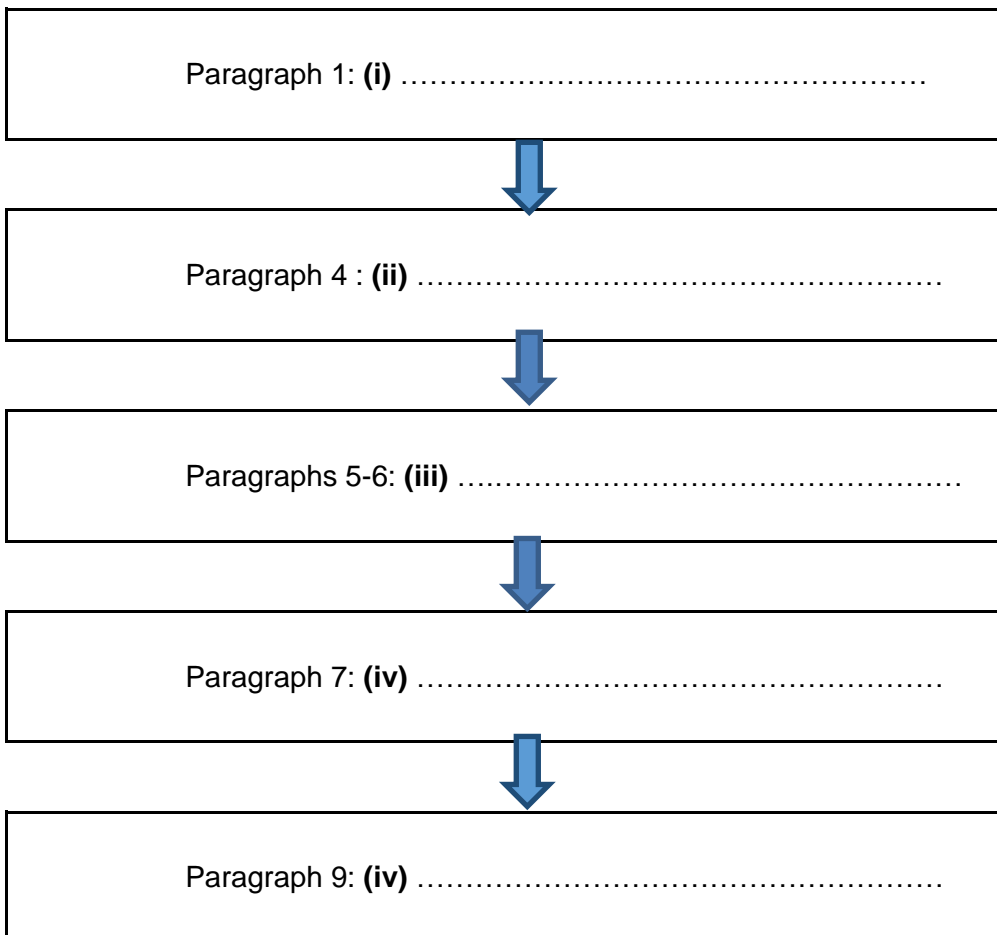 Paragraph 1: (i) ……………………………………………
Paragraph 4 : (ii) ……………………………………………
Paragraphs 5-6: (iii) ….…………………………………………
Paragraph 7: (iv) ……………………………………………
Paragraph 9: (iv) ……………………………………………